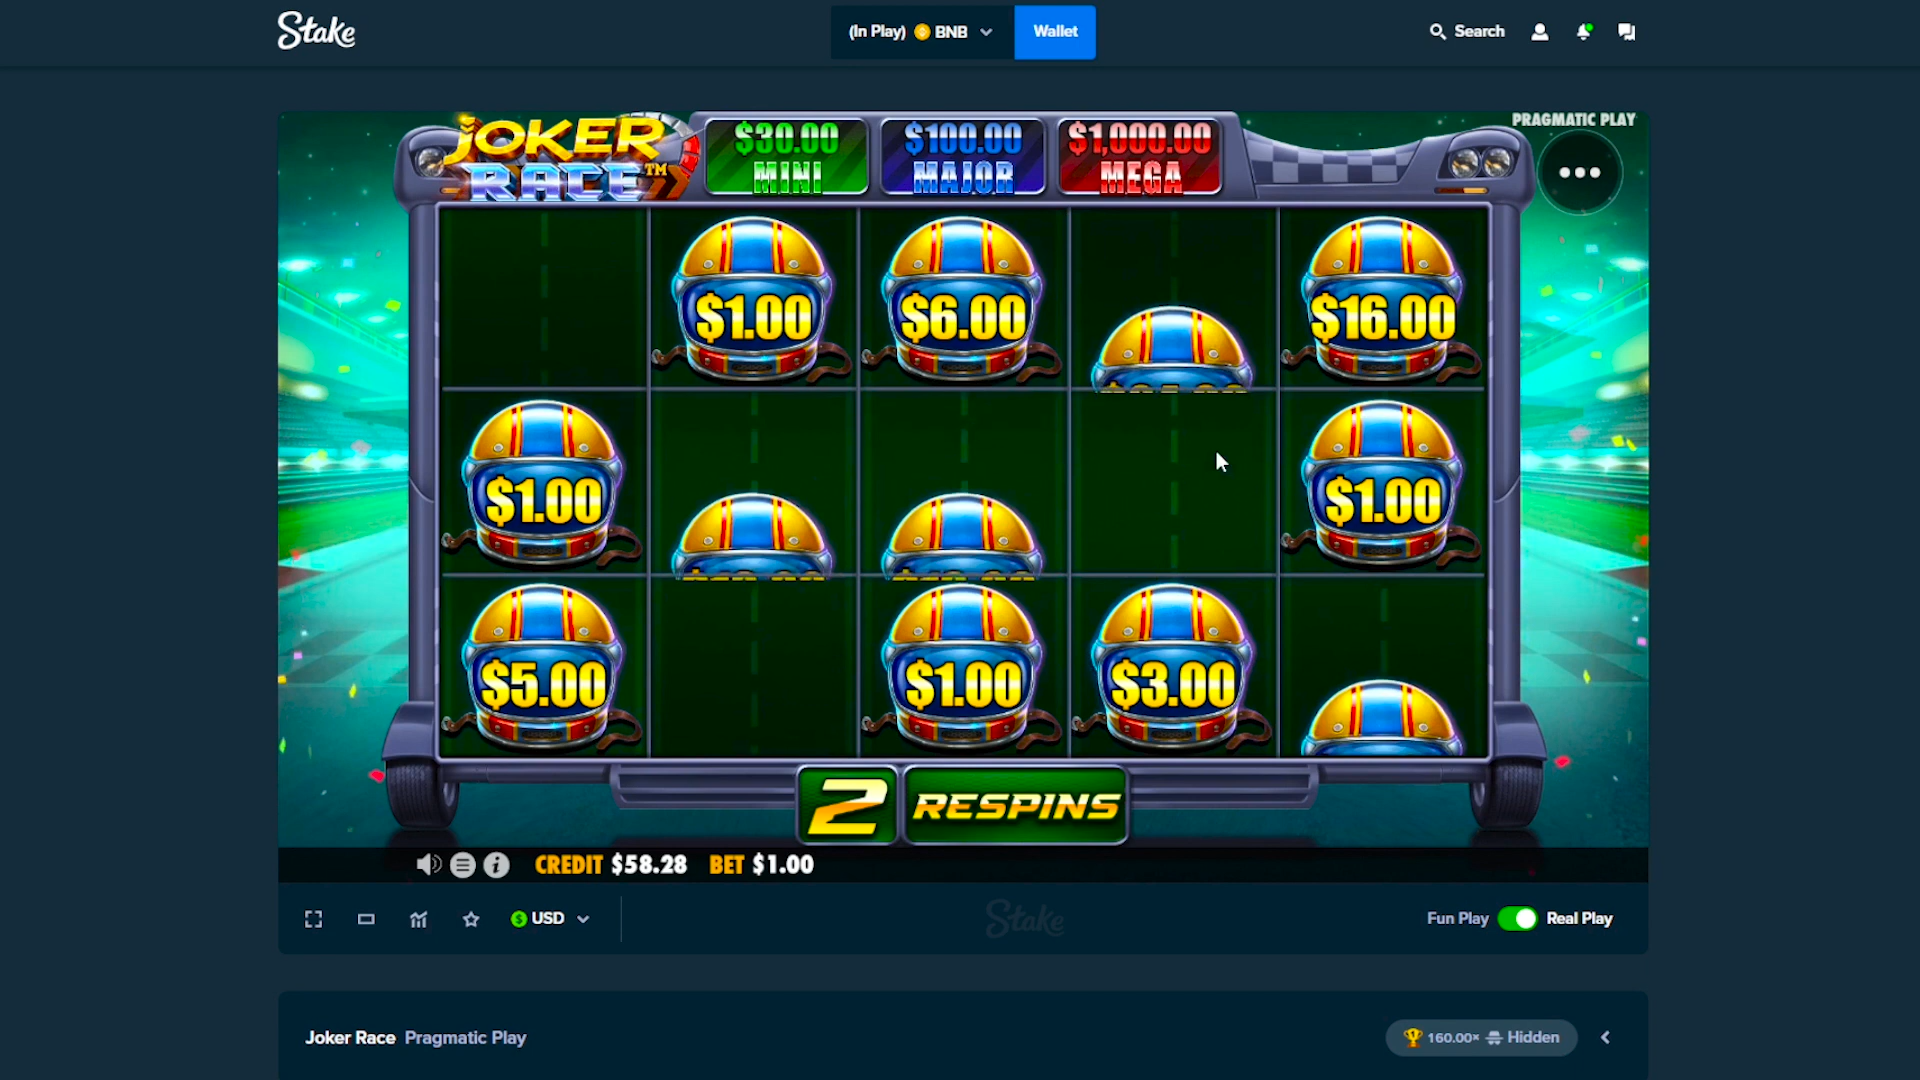 Stake
(In Play) BNB
Wallet
Search
JOKER
RACE™
$30.00
MINI
$100.00
MAJOR
$1,000.00
MEGA
PRAGMATIC PLAY
$1.00
$6.00
$16.00
$1.00
$1.00
$5.00
$1.00
$3.00
2 RESPINS
CREDIT $58.28 BET $1.00
USD
Stake
Fun Play
Real Play
Joker Race Pragmatic Play
160.00× Hidden